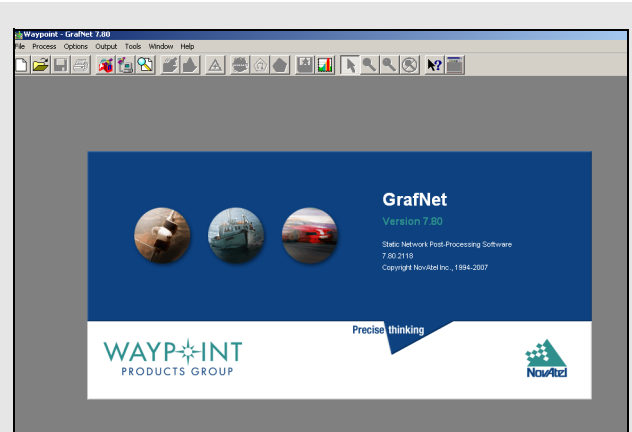 Waypoint - GrafNet 7.80
File Process Options Output Tools Window Help
GrafNet
Version 7.80
Static Network Post-Processing Software
7.80.2118
Copyright NovAtel Inc., 1994-2007
Precise thinking
WAYPOINT
PRODUCTS GROUP
NovAtel